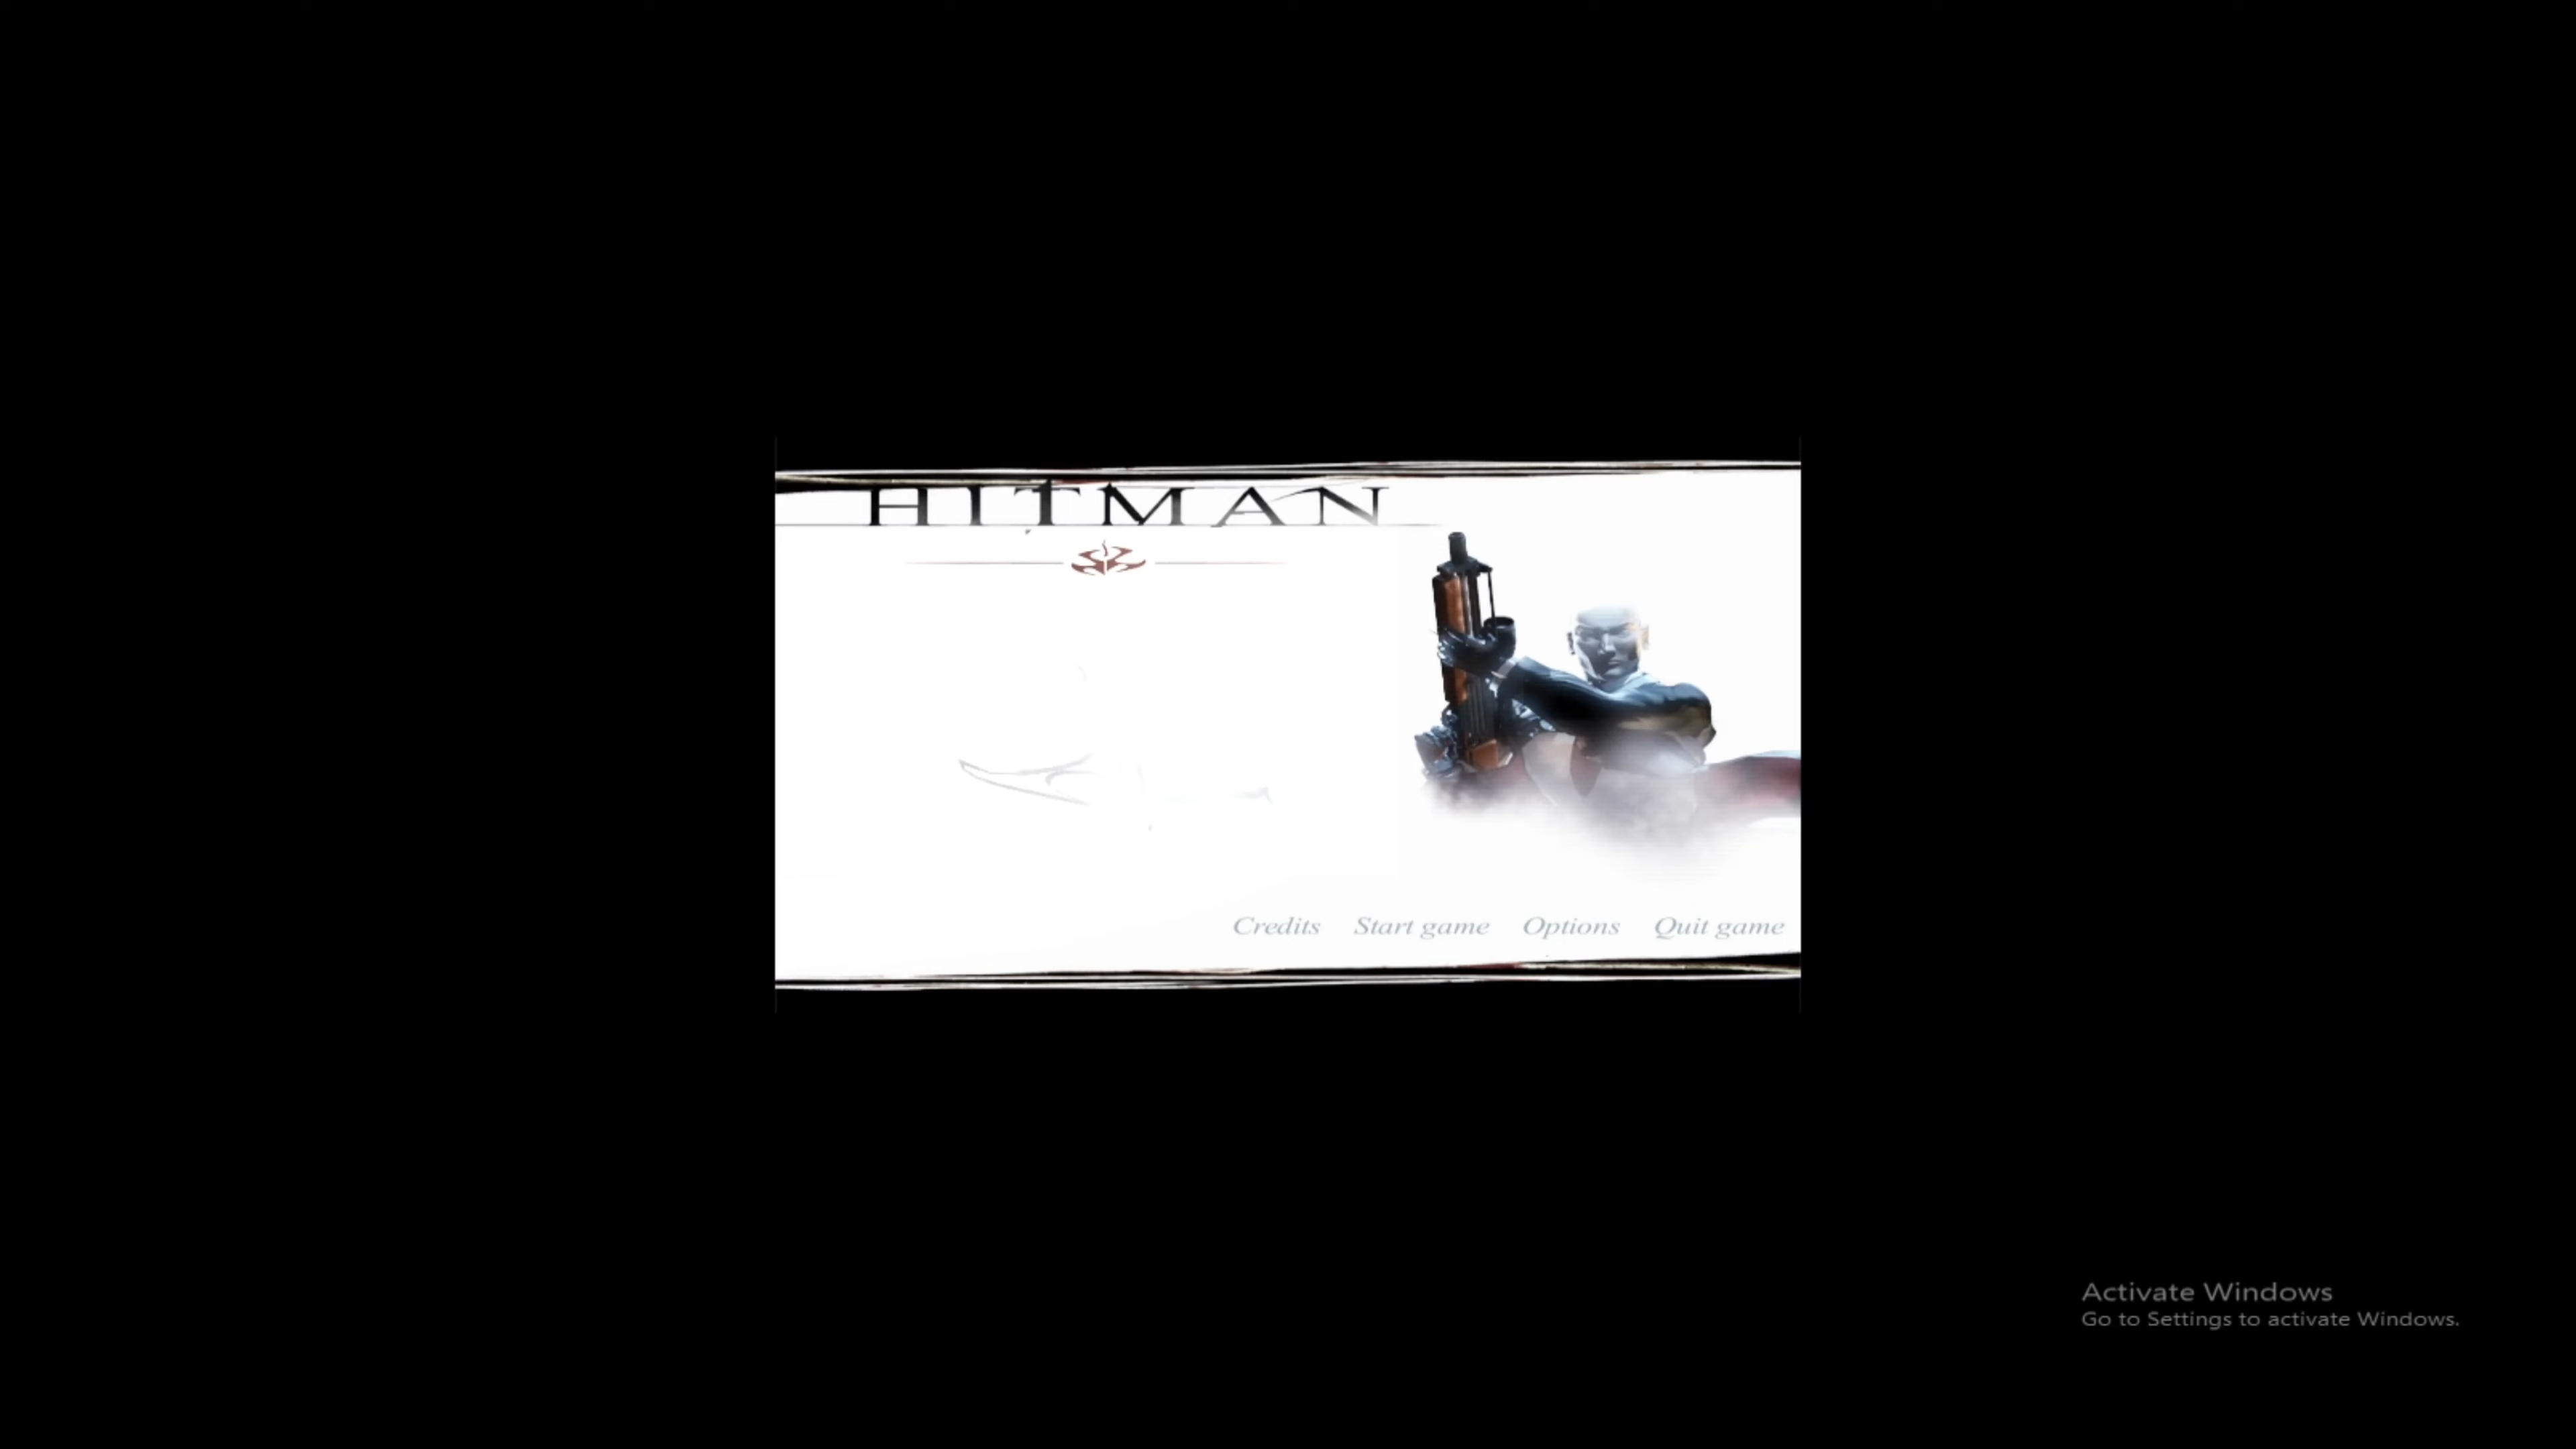 HITMAN
Credits Start game Options Quit game
Activate Windows
Go to Settings to activate Windows.